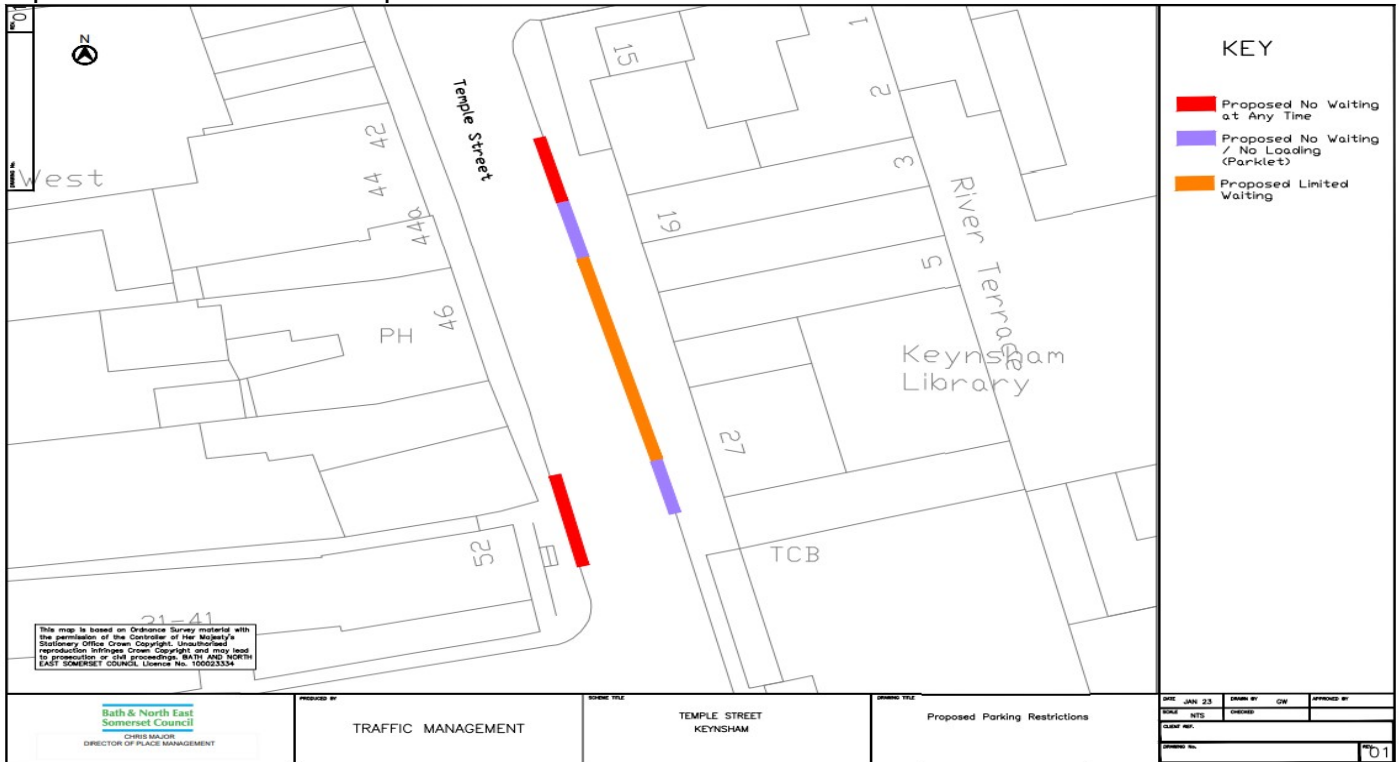 REV.
01
DRAWING No.
N
West
Temple Street
42
44
44a
46
PH
52
21-41
15
19
27
1
2
3
5
River Terrace
Keynsham
Library
TCB
KEY
Proposed No Waiting
at Any Time
Proposed No Waiting
/ No Loading
(Parklet)
Proposed Limited
Waiting
This map is based on Ordnance Survey material with
the permission of the Controller of Her Majesty's
Stationery Office Crown Copyright. Unauthorised
reproduction infringes Crown Copyright and may lead
to prosecution or civil proceedings. BATH AND NORTH
EAST SOMERSET COUNCIL Licence No. 100023334
Bath & North East
Somerset Council
CHRIS MAJOR
DIRECTOR OF PLACE MANAGEMENT
PRODUCED BY
TRAFFIC MANAGEMENT
SCHEME TITLE
TEMPLE STREET
KEYNSHAM
DRAWING TITLE
Proposed Parking Restrictions
DATE JAN 23
DRAWN BY GW
APPROVED BY
SCALE NTS
CHECKED
CLIENT REF.
DRAWING No.
REV. 01